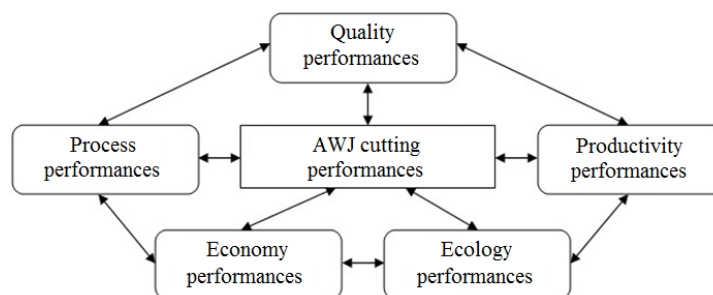 Quality
performances
Process
performances
AWJ cutting
performances
Productivity
performances
Economy
performances
Ecology
performances